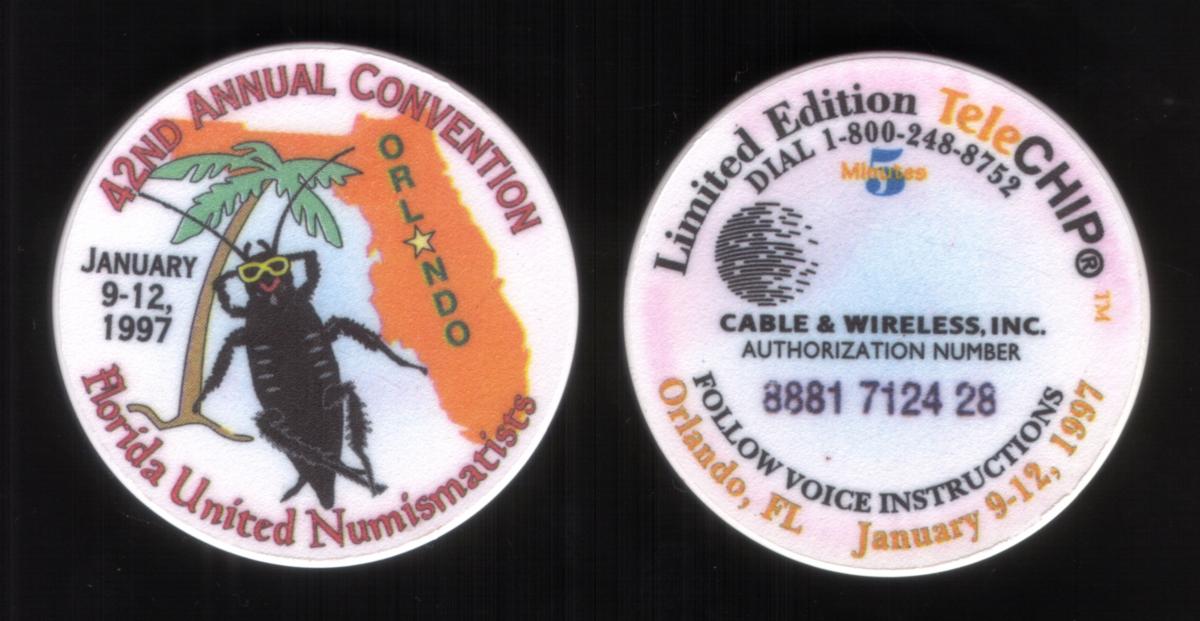 42ND ANNUAL CONVENTION
ORLANDO
JANUARY
9-12,
1997
Florida United Numismatists
Limited Edition TeleCHIP® ™
DIAL 1-800-248-8752
5
Minutes
CABLE & WIRELESS, INC.
AUTHORIZATION NUMBER
8881 7124 28
FOLLOW VOICE INSTRUCTIONS
Orlando, FL January 9-12, 1997